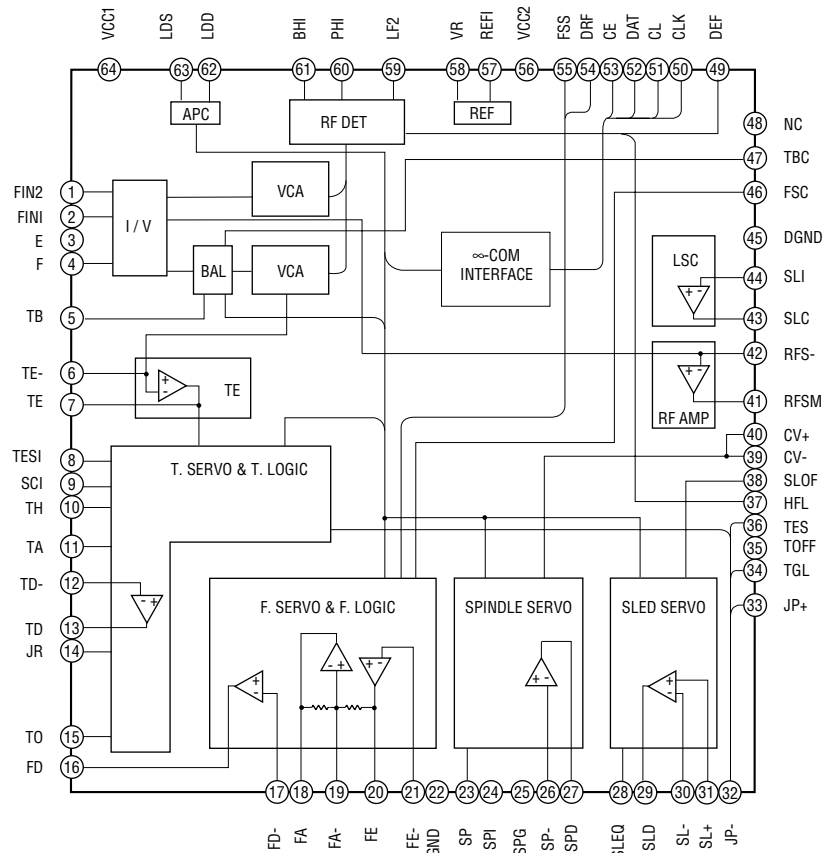 VCC1
LDS
LDD
BHI
PHI
LF2
VR
REFI
VCC2
FSS
DRF
CE
DAT
CL
CLK
DEF
64
63
62
61
60
59
58
57
56
55
54
53
52
51
50
49
APC
RF DET
REF
48 NC
47 TBC
46 FSC
45 DGND
44 SLI
43 SLC
42 RFS-
41 RFSM
40 CV+
39 CV-
38 SLOF
37 HFL
36 TES
35 TOFF
34 TGL
33 JP+
FIN2 1
FINI 2
E 3
F 4
TB 5
TE- 6
TE 7
TESI 8
SCI 9
TH 10
TA 11
TD- 12
TD 13
JR 14
TO 15
FD 16
I / V
VCA
BAL
VCA
∞-COM
INTERFACE
LSC
+ -
RF AMP
+ -
TE
+
-
T. SERVO & T. LOGIC
- +
F. SERVO & F. LOGIC
+
-
- +
+ -
SPINDLE SERVO
+ -
SLED SERVO
+
-
17
18
19
20
21
22
23
24
25
26
27
28
29
30
31
32
FD-
FA
FA-
FE
FE-
GND
SP
SPI
SPG
SP-
SPD
SLEQ
SLD
SL-
SL+
JP-